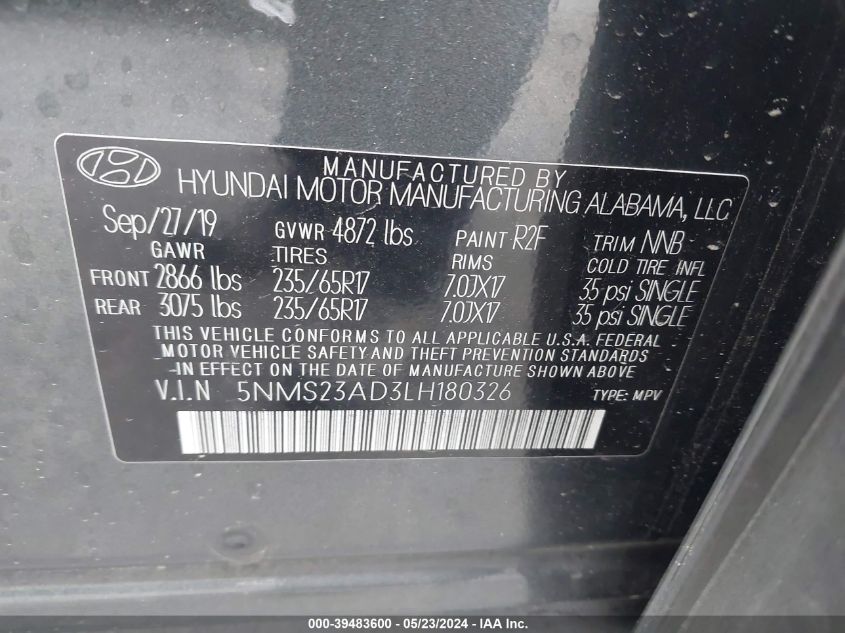 MANUFACTURED BY
HYUNDAI MOTOR MANUFACTURING ALABAMA, LLC
Sep/27/19 GVWR 4872 lbs PAINT R2F TRIM NNB
GAWR TIRES RIMS COLD TIRE INFL
FRONT 2866 lbs 235/65R17 7.0JX17 35 psi SINGLE
REAR 3075 lbs 235/65R17 7.0JX17 35 psi SINGLE
THIS VEHICLE CONFORMS TO ALL APPLICABLE U.S.A. FEDERAL
MOTOR VEHICLE SAFETY AND THEFT PREVENTION STANDARDS
IN EFFECT ON THE DATE OF MANUFACTURE SHOWN ABOVE.
V.I.N 5NMS23AD3LH180326 TYPE: MPV
000-39483600 - 05/23/2024 - IAA Inc.